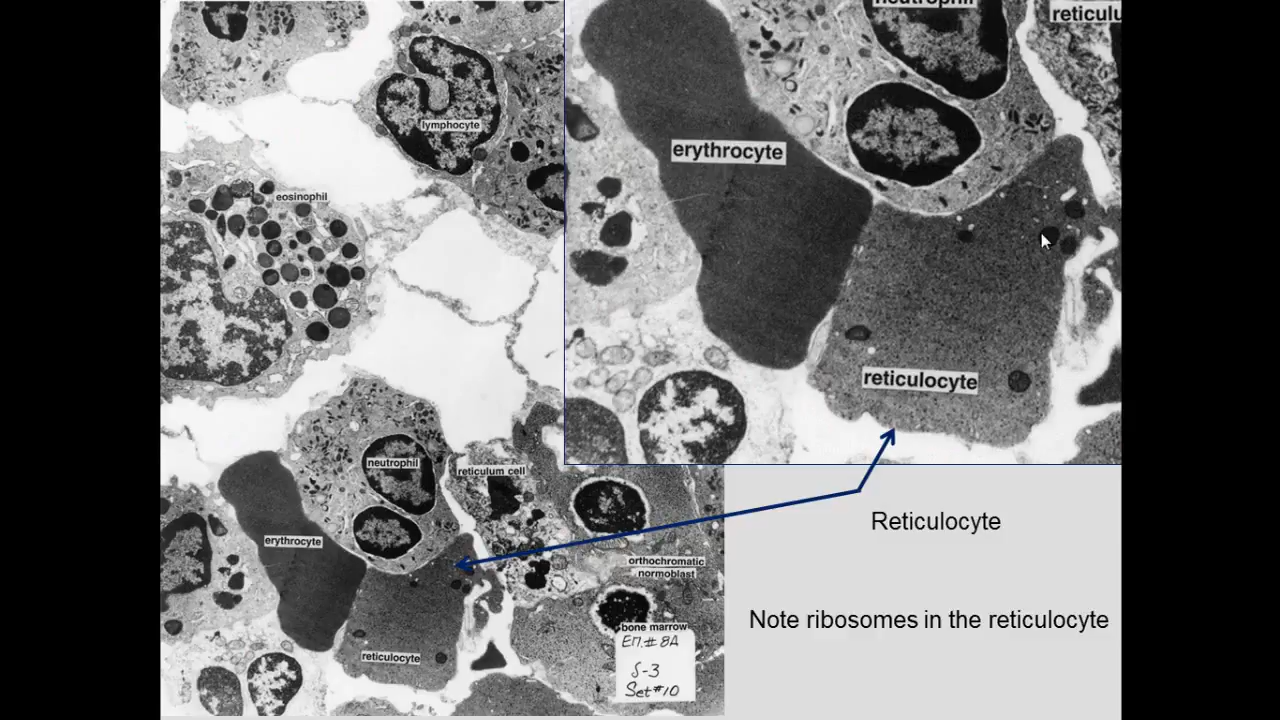 lymphocyte
eosinophil
neutrophil
reticulum cell
erythrocyte
orthochromatic
normoblast
bone marrow
EM.# 8A
S-3
Set #10
reticulocyte
neutrophil
reticulu
erythrocyte
reticulocyte
Reticulocyte
Note ribosomes in the reticulocyte